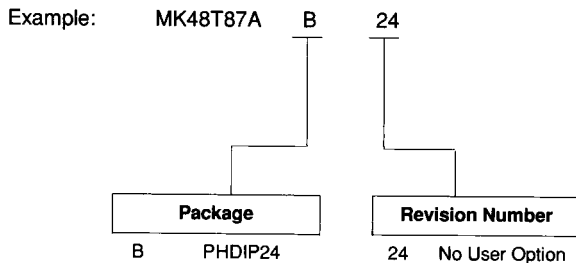 Example: MK48T87A B 24
Package Revision Number
B PHDIP24 24 No User Option